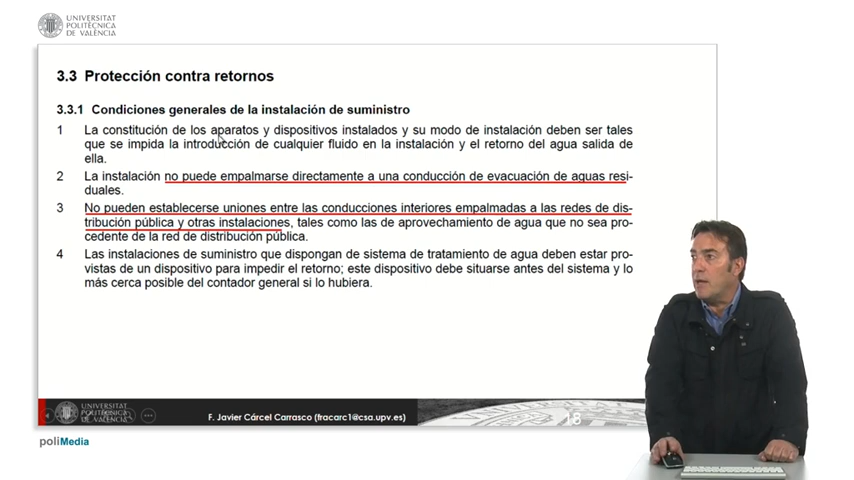 UNIVERSITAT
POLITÈCNICA
DE VALÈNCIA
3.3 Protección contra retornos
3.3.1 Condiciones generales de la instalación de suministro
1 La constitución de los aparatos y dispositivos instalados y su modo de instalación deben ser tales
que se impida la introducción de cualquier fluido en la instalación y el retorno del agua salida de
ella.
2 La instalación no puede empalmarse directamente a una conducción de evacuación de aguas resi-
duales.
3 No pueden establecerse uniones entre las conducciones interiores empalmadas a las redes de dis-
tribución pública y otras instalaciones, tales como las de aprovechamiento de agua que no sea pro-
cedente de la red de distribución pública.
4 Las instalaciones de suministro que dispongan de sistema de tratamiento de agua deben estar pro-
vistas de un dispositivo para impedir el retorno; este dispositivo debe situarse antes del sistema y lo
más cerca posible del contador general si lo hubiera.
UNIVERSITAT
POLITÈCNICA
DE VALÈNCIA
F. Javier Cárcel Carrasco (fracarc1@csa.upv.es)
18
poliMedia